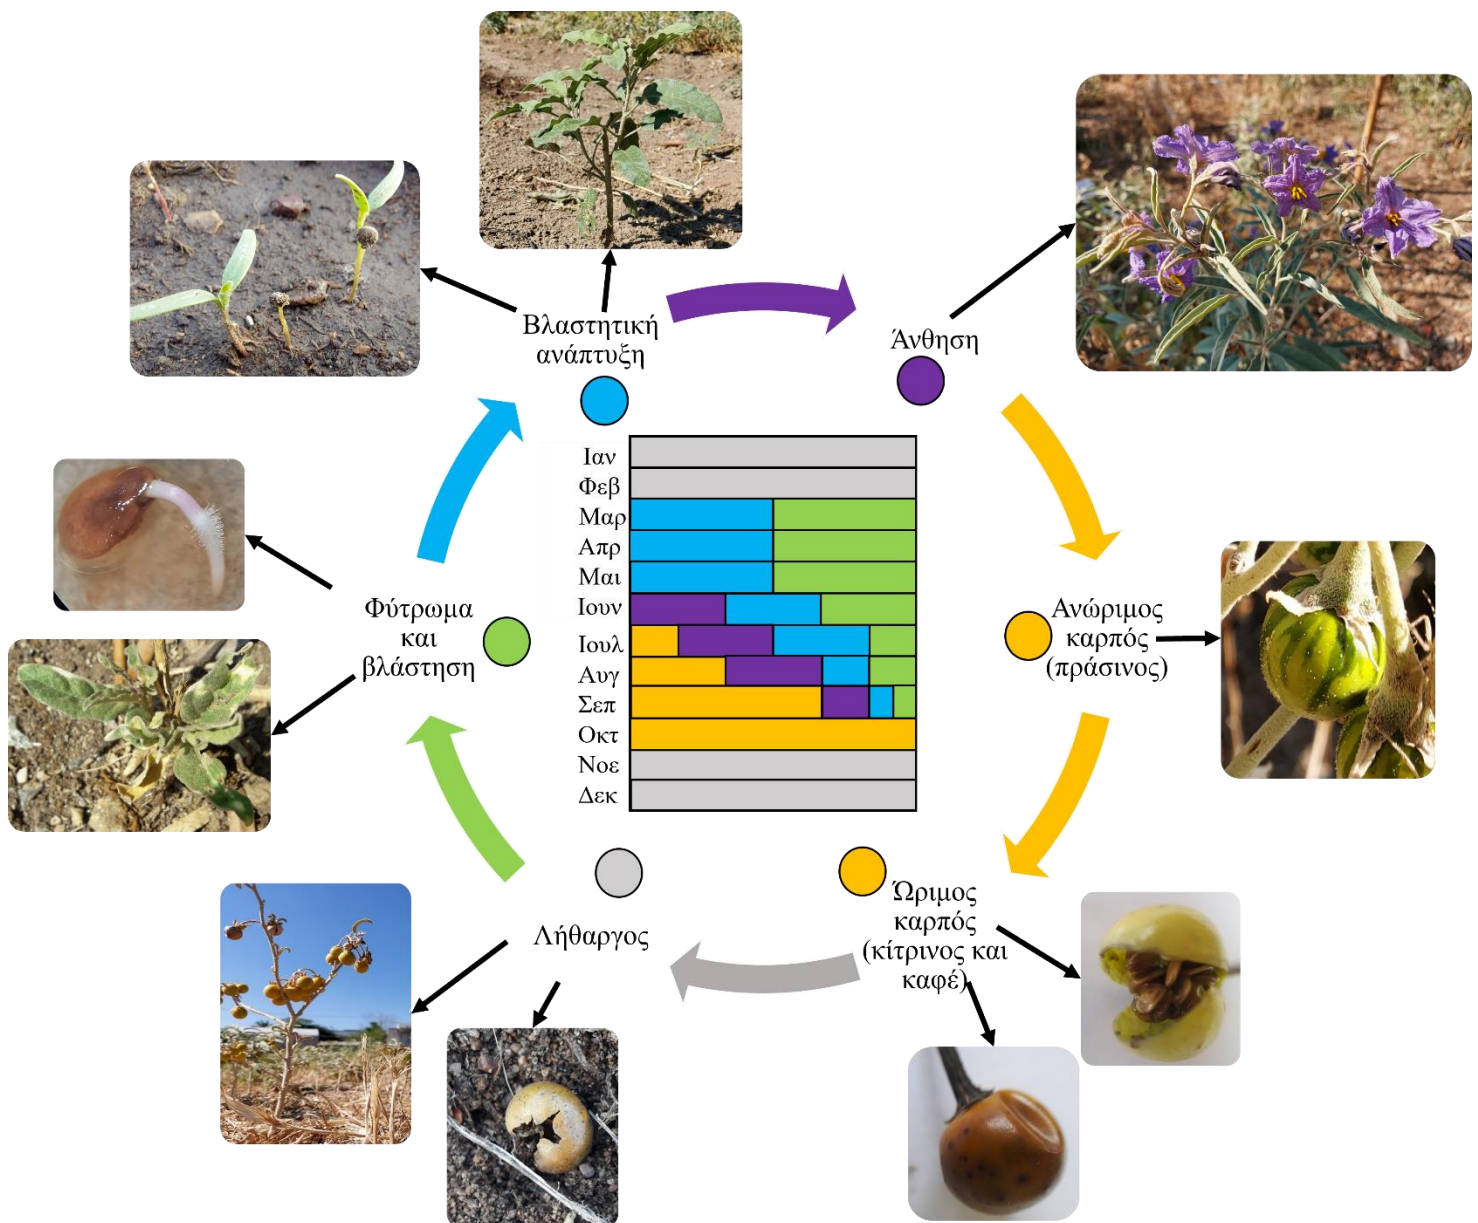 Βλαστητική
ανάπτυξη
Άνθηση
Ιαν
Φεβ
Μαρ
Απρ
Μαι
Ιουν
Ιουλ
Αυγ
Σεπ
Οκτ
Νοε
Δεκ
Φύτρωμα
και
βλάστηση
Ανώριμος
καρπός
(πράσινος)
Λήθαργος
Ώριμος
καρπός
(κίτρινος και
καφέ)